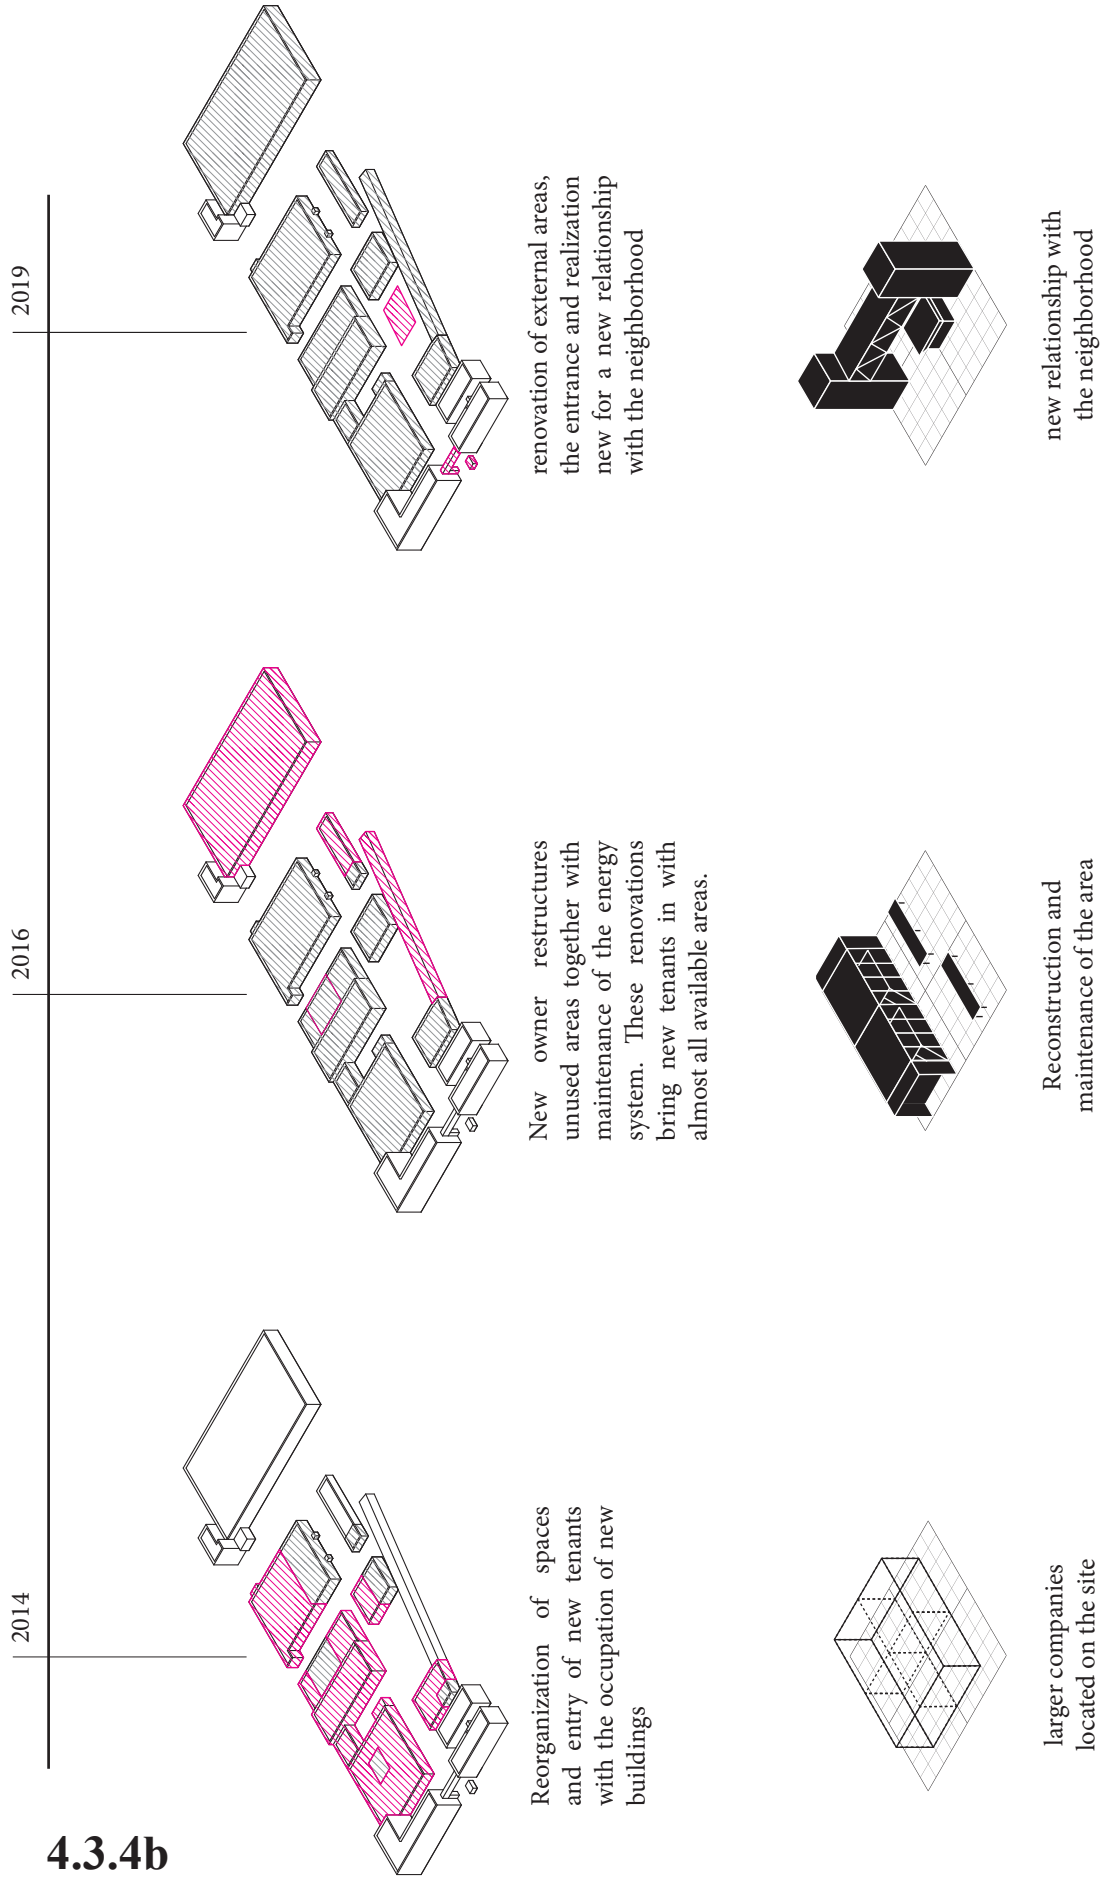 4.3.4b
2014
2016
2019
Reorganization of spaces
and entry of new tenants
with the occupation of new
buildings
New owner restructures
unused areas together with
maintenance of the energy
system. These renovations
bring new tenants in with
almost all available areas.
renovation of external areas,
the entrance and realization
new for a new relationship
with the neighborhood
larger companies
located on the site
Reconstruction and
maintenance of the area
new relationship with
the neighborhood